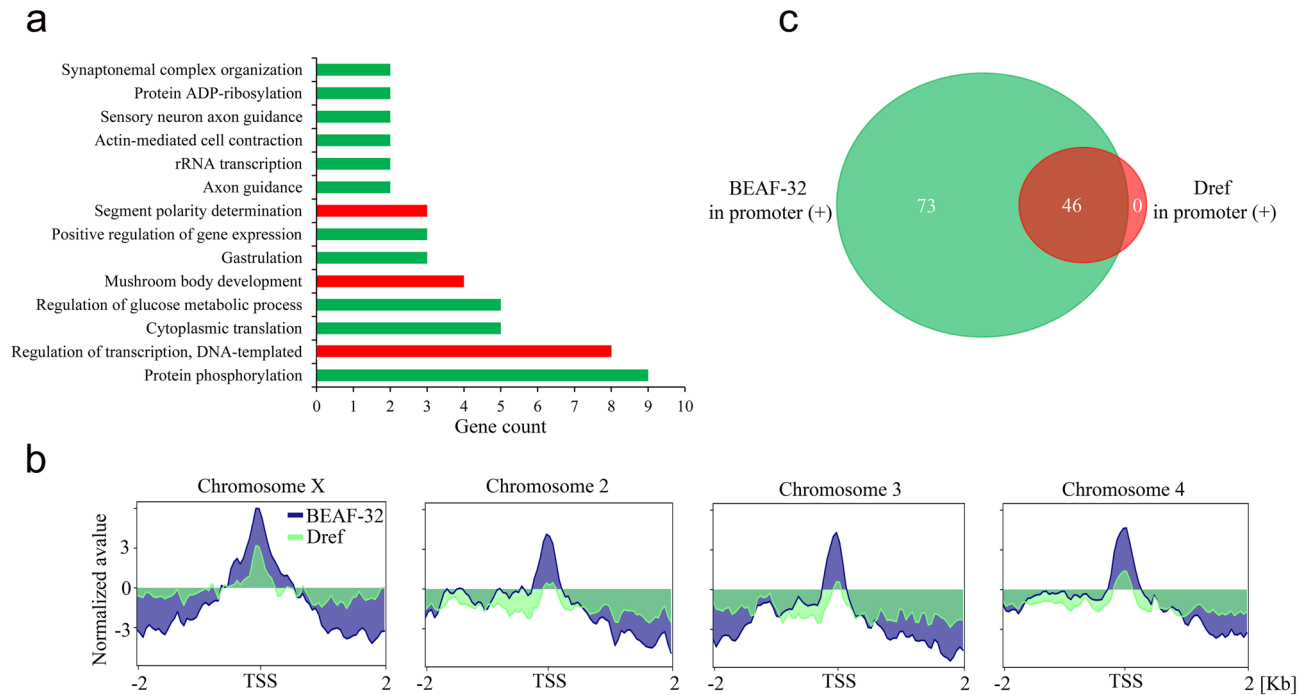 a
Synaptonemal complex organization
Protein ADP-ribosylation
Sensory neuron axon guidance
Actin-mediated cell contraction
rRNA transcription
Axon guidance
Segment polarity determination
Positive regulation of gene expression
Gastrulation
Mushroom body development
Regulation of glucose metabolic process
Cytoplasmic translation
Regulation of transcription, DNA-templated
Protein phosphorylation
0 1 2 3 4 5 6 7 8 9 10
Gene count
c
BEAF-32
in promoter (+)
73
46
0
Dref
in promoter (+)
b
Chromosome X
Chromosome 2
Chromosome 3
Chromosome 4
BEAF-32
Dref
Normalized avalue
3
0
-3
-2 TSS 2
-2 TSS 2
-2 TSS 2
-2 TSS 2 [Kb]